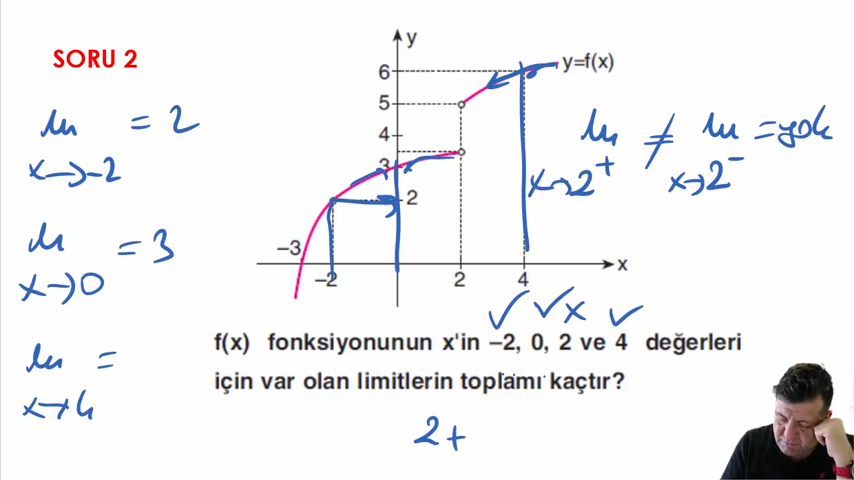 SORU 2
y
6
y=f(x)
5
4
3
2
-3
-2
2
4
x
lim = 2
x→-2
lim = 3
x→0
lim =
x→4
lim ≠ lim = yok
x→2⁺ x→2⁻
✓ ✓ x ✓
f(x) fonksiyonunun x'in –2, 0, 2 ve 4 değerleri
için var olan limitlerin toplamı kaçtır?
2+